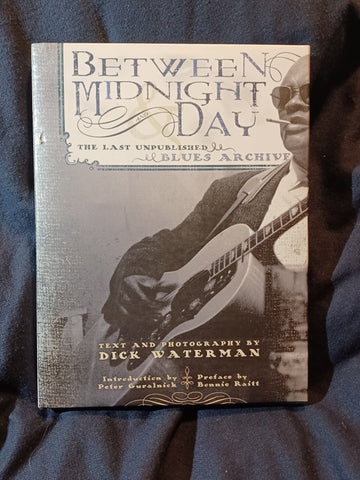 BETWEEN
MIDNIGHT
AND
& DAY
THE LAST UNPUBLISHED
BLUES ARCHIVE
TEXT AND PHOTOGRAPHY BY
DICK WATERMAN
Introduction by Preface by
Peter Guralnick Bonnie Raitt